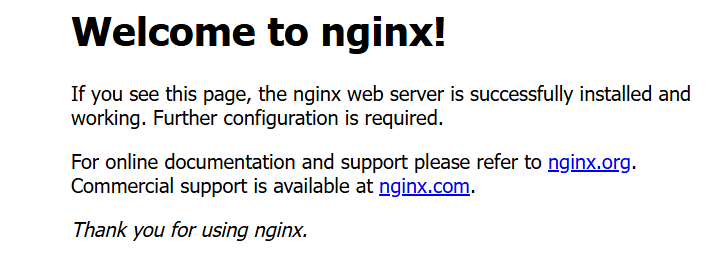 Welcome to nginx!
If you see this page, the nginx web server is successfully installed and
working. Further configuration is required.
For online documentation and support please refer to nginx.org.
Commercial support is available at nginx.com.
Thank you for using nginx.